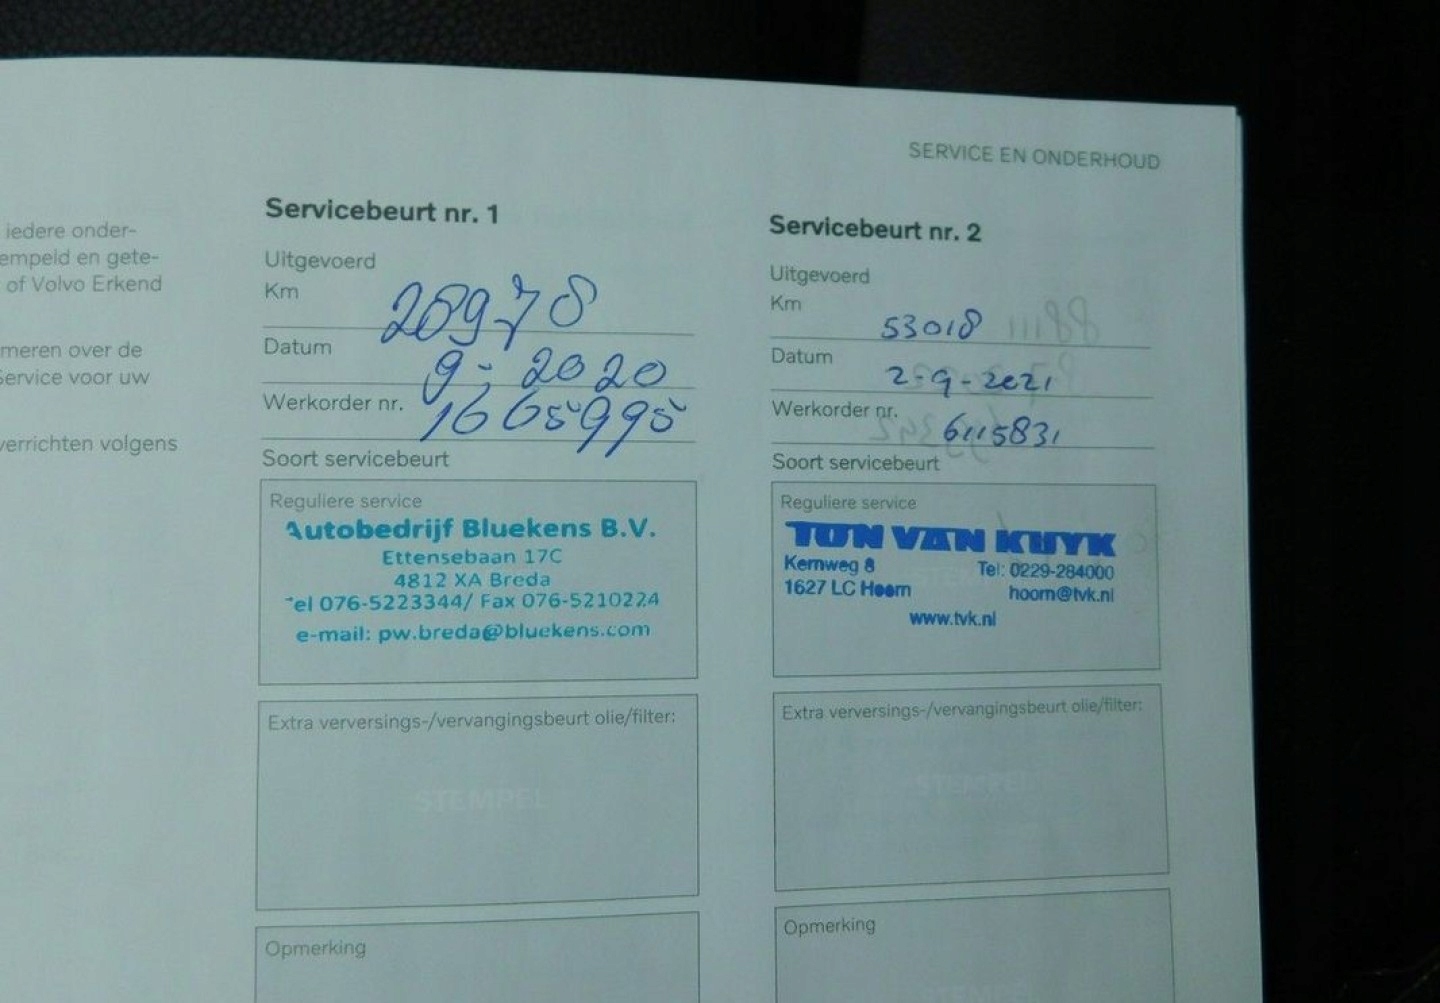 SERVICE EN ONDERHOUD
iedere onder-
empeld en gete-
of Volvo Erkend
meren over de
Service voor uw
verrichten volgens
Servicebeurt nr. 1
Uitgevoerd
Km 28978
Datum 9-2020
Werkorder nr. 1665995
Soort servicebeurt
Reguliere service
Autobedrijf Bluekens B.V.
Ettensebaan 17C
4812 XA Breda
Tel 076-5223344/ Fax 076-5210224
e-mail: pw.breda@bluekens.com
Extra verversings-/vervangingsbeurt olie/filter:
STEMPEL
Opmerking
Servicebeurt nr. 2
Uitgevoerd
Km 53018
Datum 2-9-2021
Werkorder nr. 6115831
Soort servicebeurt
Reguliere service
TON VAN KUYK
Kernweg 8 Tel: 0229-284000
1627 LC Hoorn hoorn@tvk.nl
www.tvk.nl
Extra verversings-/vervangingsbeurt olie/filter:
STEMPEL
Opmerking